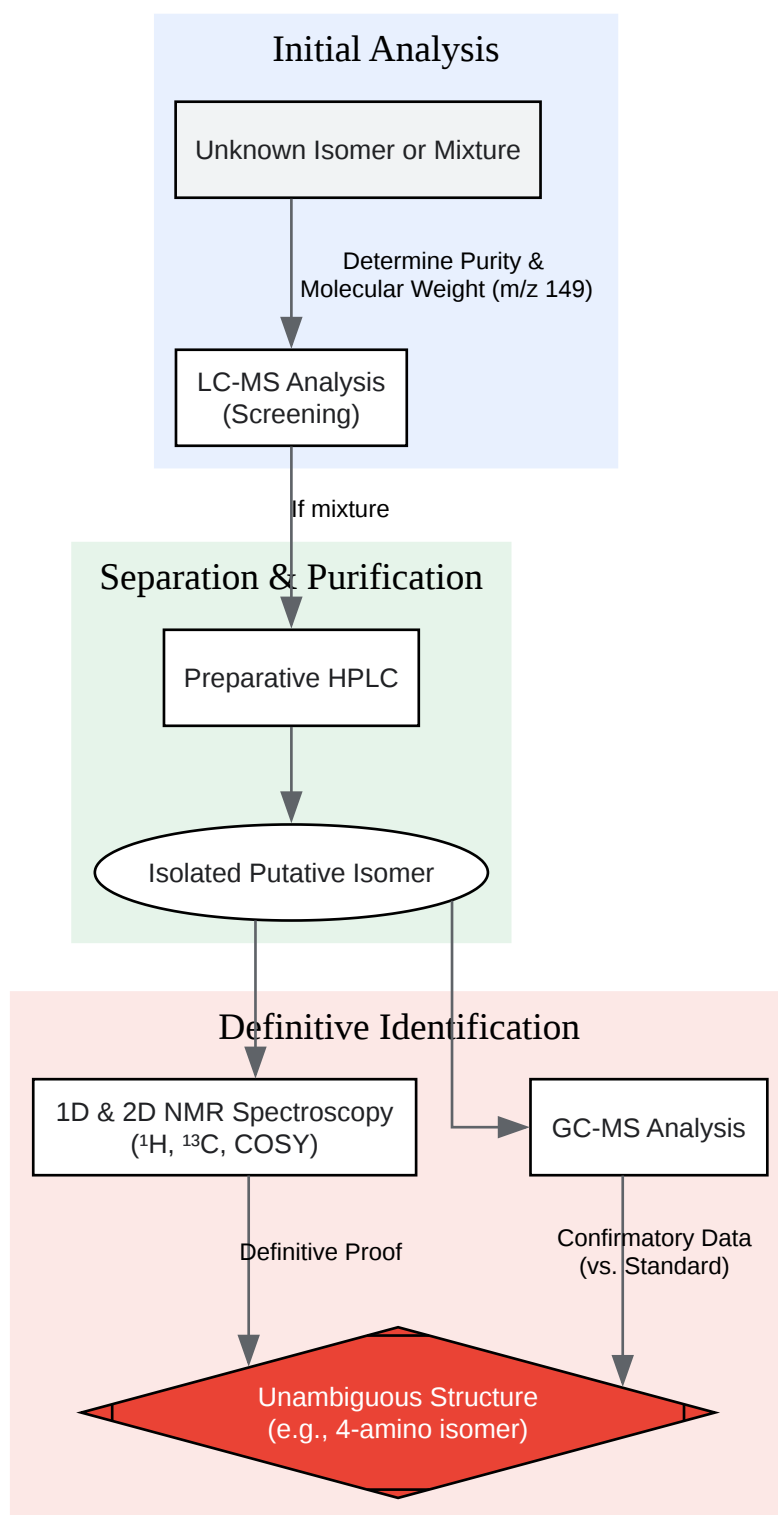 Initial Analysis
Unknown Isomer or Mixture
Determine Purity &
Molecular Weight (m/z 149)
LC-MS Analysis
(Screening)
If mixture
Separation & Purification
Preparative HPLC
Isolated Putative Isomer
Definitive Identification
1D & 2D NMR Spectroscopy
(¹H, ¹³C, COSY)
GC-MS Analysis
Definitive Proof
Confirmatory Data
(vs. Standard)
Unambiguous Structure
(e.g., 4-amino isomer)